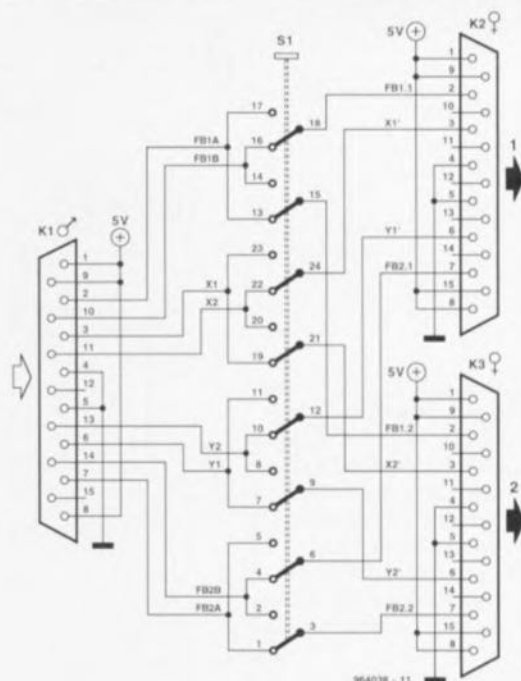 S1
K2
5V
1
9
2
10
3
11
4
12
5
13
6
14
7
15
8
1
FB1.1
X1'
Y1'
FB2.1
17
16
14
13
18
15
FB1A
FB1B
23
22
20
19
24
21
X1
X2
11
10
8
7
12
9
Y2
Y1
5
4
2
1
6
3
FB2B
FB2A
K1
5V
1
9
2
10
3
11
4
12
5
13
6
14
7
15
8
K3
5V
1
9
2
10
3
11
4
12
5
13
6
14
7
15
8
2
FB1.2
X2'
Y2'
FB2.2
964038 - 11